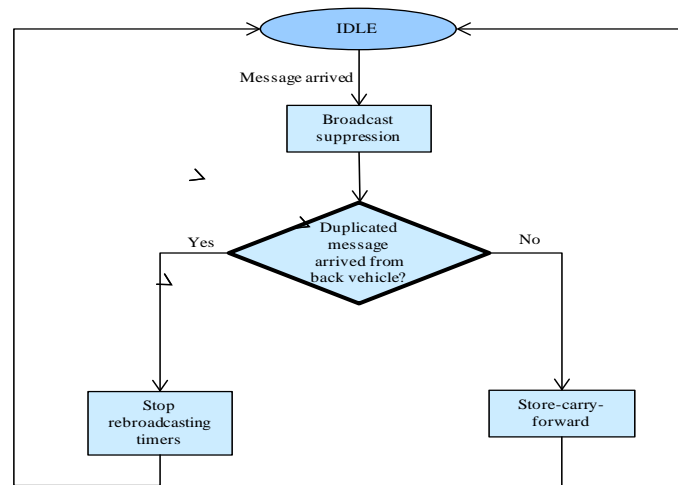 IDLE
Message arrived
Broadcast
suppression
Duplicated
message
arrived from
back vehicle?
Yes
No
Stop
rebroadcasting
timers
Store-carry-
forward